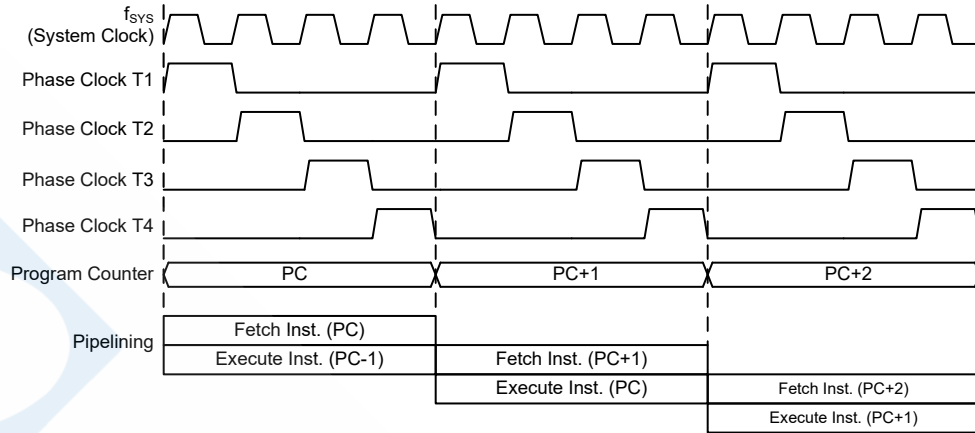 fSYS
(System Clock)
Phase Clock T1
Phase Clock T2
Phase Clock T3
Phase Clock T4
Program Counter PC PC+1 PC+2
Pipelining
Fetch Inst. (PC)
Execute Inst. (PC-1) Fetch Inst. (PC+1)
Execute Inst. (PC) Fetch Inst. (PC+2)
Execute Inst. (PC+1)